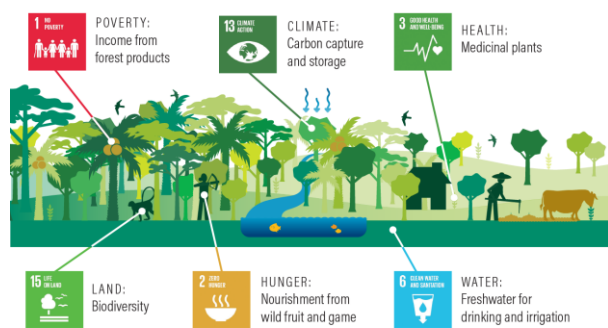 1 NO
POVERTY
POVERTY:
Income from
forest products
13 CLIMATE
ACTION
CLIMATE:
Carbon capture
and storage
3 GOOD HEALTH
AND WELL-BEING
HEALTH:
Medicinal plants
15 LIFE
ON LAND
LAND:
Biodiversity
2 ZERO
HUNGER
HUNGER:
Nourishment from
wild fruit and game
6 CLEAN WATER
AND SANITATION
WATER:
Freshwater for
drinking and irrigation